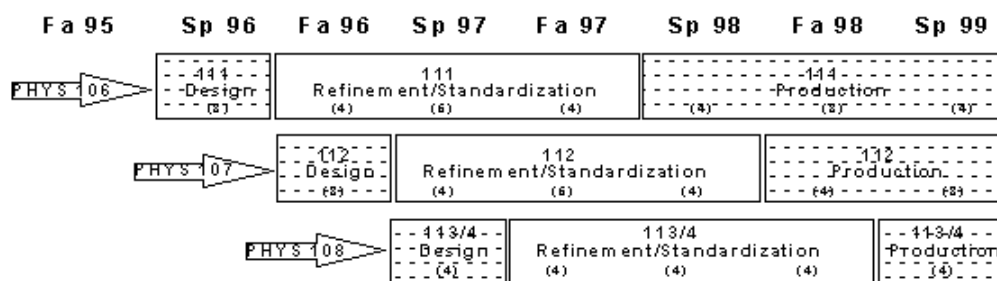 Fa 95 Sp 96 Fa 96 Sp 97 Fa 97 Sp 98 Fa 98 Sp 99
111 111 111
PHYS 106 Design Refinement/Standardization Production
(8) (4) (6) (4) (4) (8) (4)
112 112 112
PHYS 107 Design Refinement/Standardization Production
(8) (4) (6) (4) (4) (8)
113/4 113/4 113/4
PHYS 108 Design Refinement/Standardization Production
(4) (4) (4) (4) (4)